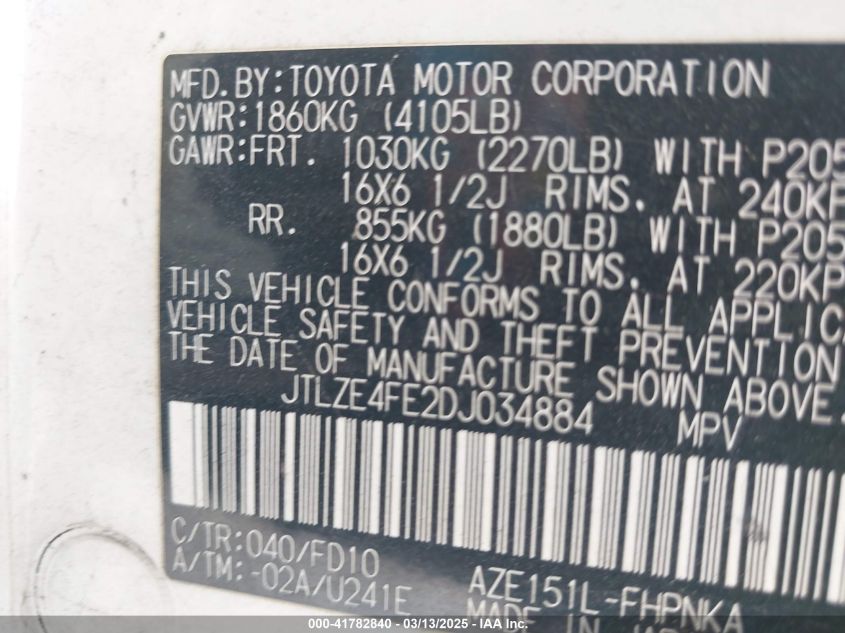 MFD.BY:TOYOTA MOTOR CORPORATION
GVWR:1860KG (4105LB)
GAWR:FRT. 1030KG (2270LB) WITH P205
16X6 1/2J RIMS, AT 240KP
RR. 855KG (1880LB) WITH P205
16X6 1/2J RIMS, AT 220KP
THIS VEHICLE CONFORMS TO ALL APPLIC
VEHICLE SAFETY AND THEFT PREVENTION
THE DATE OF MANUFACTURE SHOWN ABOVE.
JTLZE4FE2DJ034884 MPV
C/TR:040/FD10
A/TM:-02A/U241E AZE151L-FHPNKA
MADE IN
000-41782840 - 03/13/2025 - IAA Inc.